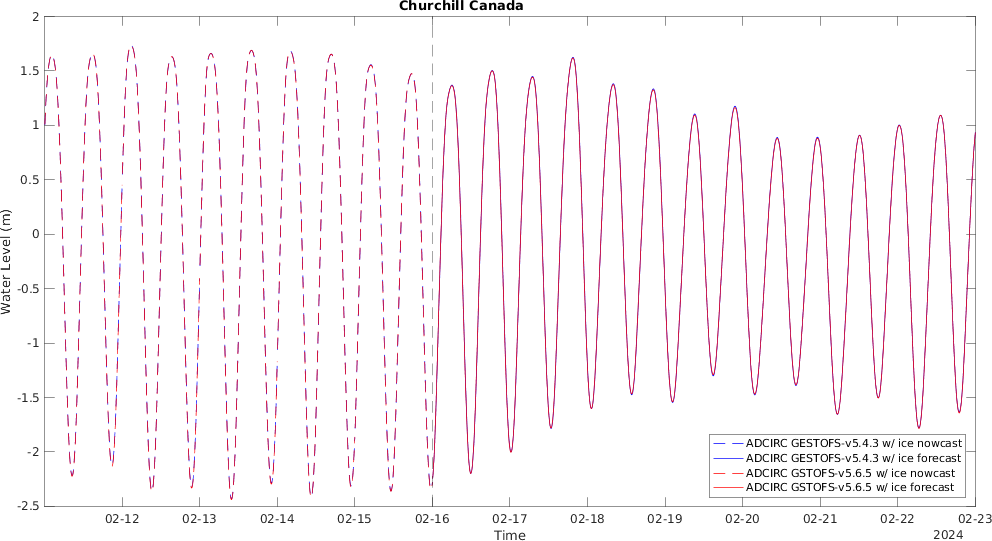 Churchill Canada
2
1.5
1
0.5
0
-0.5
-1
-1.5
-2
-2.5
Water Level (m)
ADCIRC GESTOFS-v5.4.3 w/ ice nowcast
ADCIRC GESTOFS-v5.4.3 w/ ice forecast
ADCIRC GSTOFS-v5.6.5 w/ ice nowcast
ADCIRC GSTOFS-v5.6.5 w/ ice forecast
02-12 02-13 02-14 02-15 02-16 02-17 02-18 02-19 02-20 02-21 02-22 02-23
Time
2024